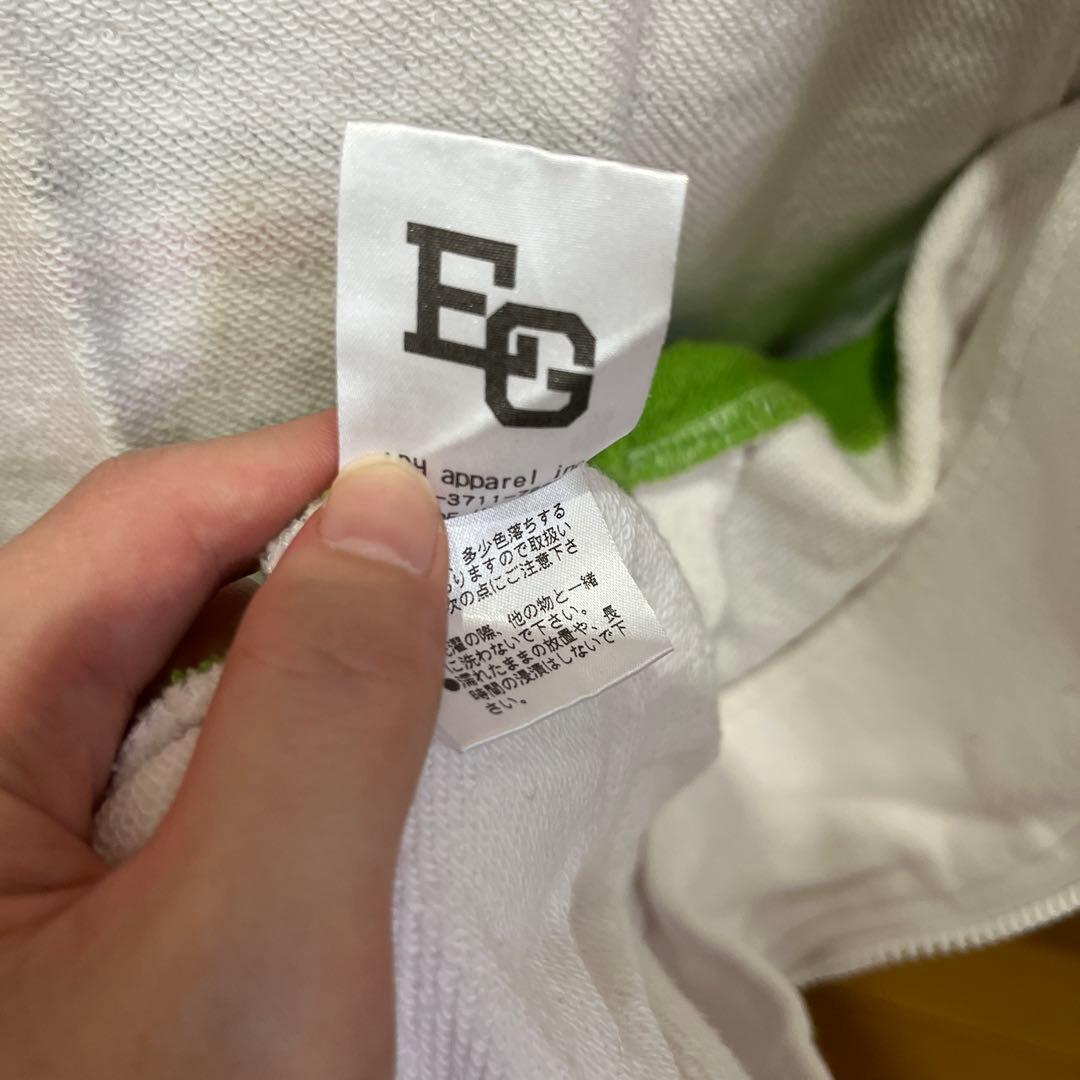 EG
apparel
-3711-
多少色落ちする
りますので取扱い
次の点にご注意下さ
濯の際、他の物と一緒
に洗わないで下さい。
●濡れたままの放置や、長
時間の浸漬はしないで下
さい。